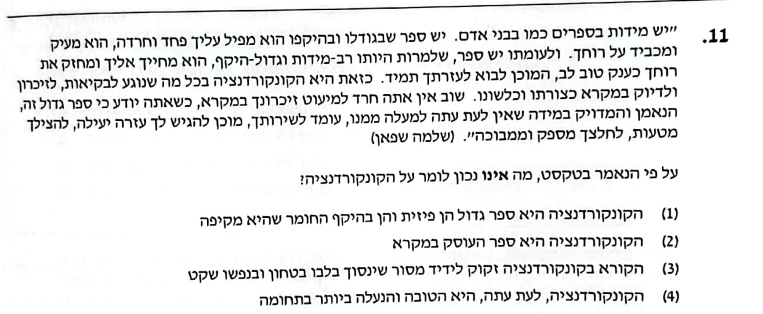 11. "יש מידות בספרים כמו בבני אדם. יש ספר שבגודלו ובהיקפו הוא מפיל עליך פחד וחרדה, הוא מעיק
ומכביד על רוחך. ולעומתו יש ספר, שלמרות היותו רב-מידות וגדול-היקף, הוא מחייך אליך ומחזק את
רוחך כענק טוב לב, המוכן לבוא לעזרתך תמיד. כזאת היא הקונקורדנציה בכל מה שנוגע לבקיאות, לזיכרון
ולדיוק במקרא כצורתו וכלשונו. שוב אין אתה חרד למיעוט זיכרונך במקרא, כשאתה יודע כי ספר גדול זה,
הנאמן והמדויק במידה שאין לעת עתה למעלה ממנו, עומד לשירותך, מוכן להגיש לך עזרה יעילה, להצילך
מטעות, לחלצך מספק וממבוכה". (שלמה שפאן)
על פי הנאמר בטקסט, מה אינו נכון לומר על הקונקורדנציה?
(1) הקונקורדנציה היא ספר גדול הן פיזית והן בהיקף החומר שהיא מקיפה
(2) הקונקורדנציה היא ספר העוסק במקרא
(3) הקורא בקונקורדנציה זקוק לידיד מסור שינסוך בלבו בטחון ובנפשו שקט
(4) הקונקורדנציה, לעת עתה, היא הטובה והנעלה ביותר בתחומה